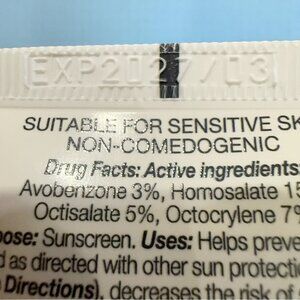 EXP2027/03
SUITABLE FOR SENSITIVE SK
NON-COMEDOGENIC
Drug Facts: Active ingredients:
Avobenzone 3%, Homosalate 1
Octisalate 5%, Octocrylene 7%
ose: Sunscreen. Uses: Helps preve
d as directed with other sun protectio
Directions), decreases the risk of